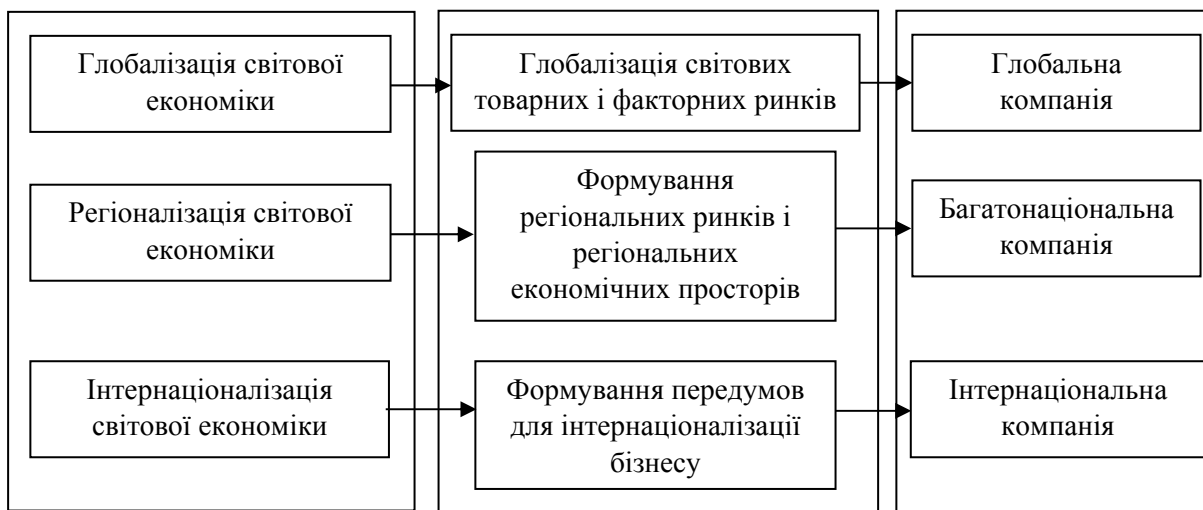 Глобалізація світової
економіки
Глобалізація світових
товарних і факторних ринків
Глобальна
компанія
Регіоналізація світової
економіки
Формування
регіональних ринків і
регіональних
економічних просторів
Багатонаціональна
компанія
Інтернаціоналізація
світової економіки
Формування передумов
для інтернаціоналізації
бізнесу
Інтернаціональна
компанія